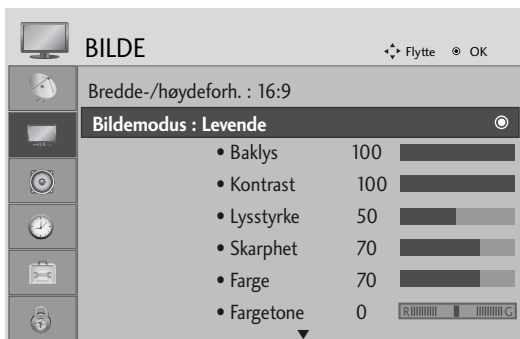 BILDE
Flytte OK
Bredde-/høydeforh. : 16:9
Bildemodus : Levende
• Baklys 100
• Kontrast 100
• Lysstyrke 50
• Skarphet 70
• Farge 70
• Fargetone 0 R G